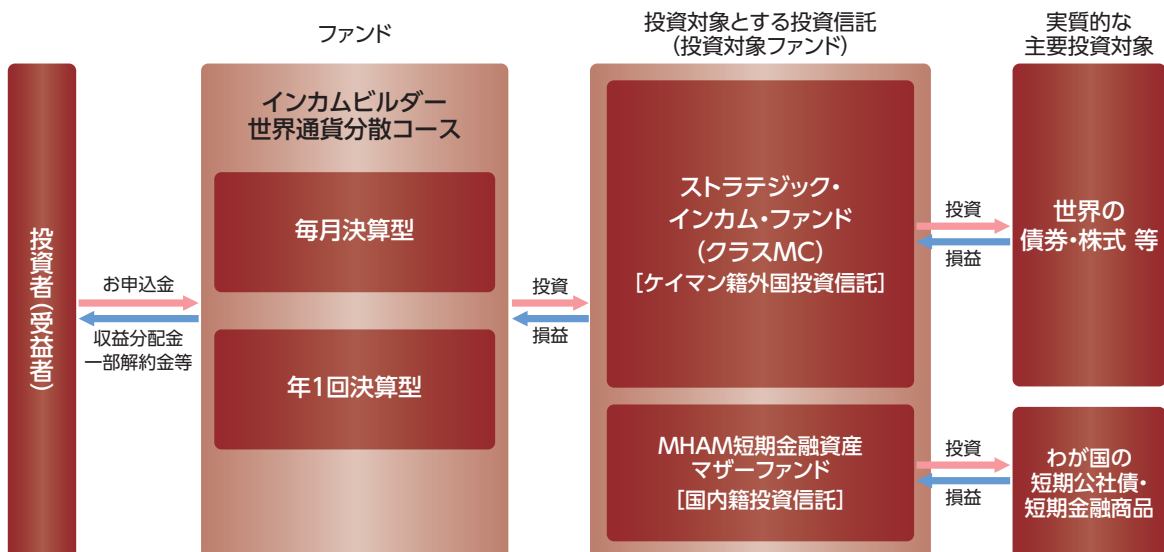 ファンド
投資対象とする投資信託
(投資対象ファンド)
実質的な
主要投資対象
投資者(受益者)
お申込金
収益分配金
一部解約金等
インカムビルダー
世界通貨分散コース
毎月決算型
年1回決算型
投資
損益
ストラテジック・
インカム・ファンド
(クラスMC)
[ケイマン籍外国投資信託]
投資
損益
世界の
債券・株式 等
MHAM短期金融資産
マザーファンド
[国内籍投資信託]
投資
損益
わが国の
短期公社債・
短期金融商品